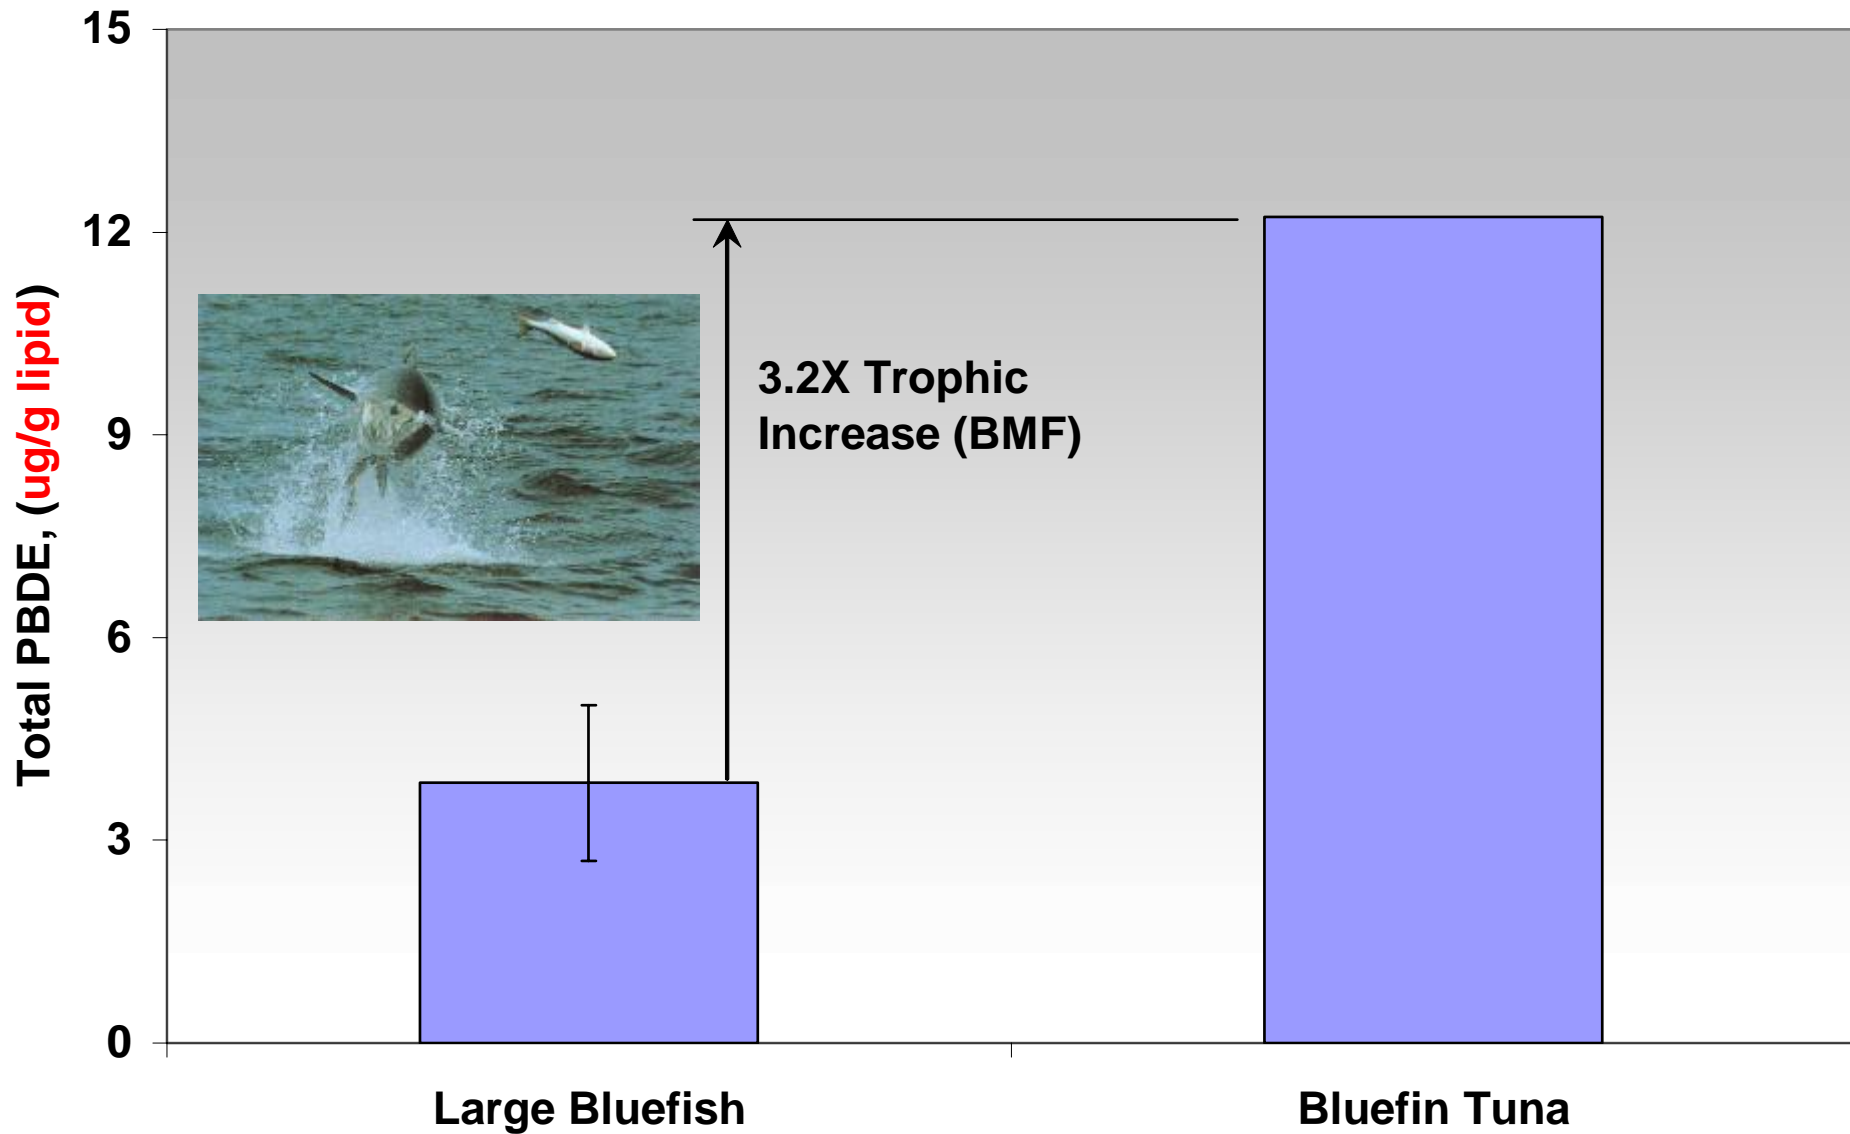 15
12
9
6
3
0
Total PBDE, (ug/g lipid)
3.2X Trophic
Increase (BMF)
Large Bluefish
Bluefin Tuna